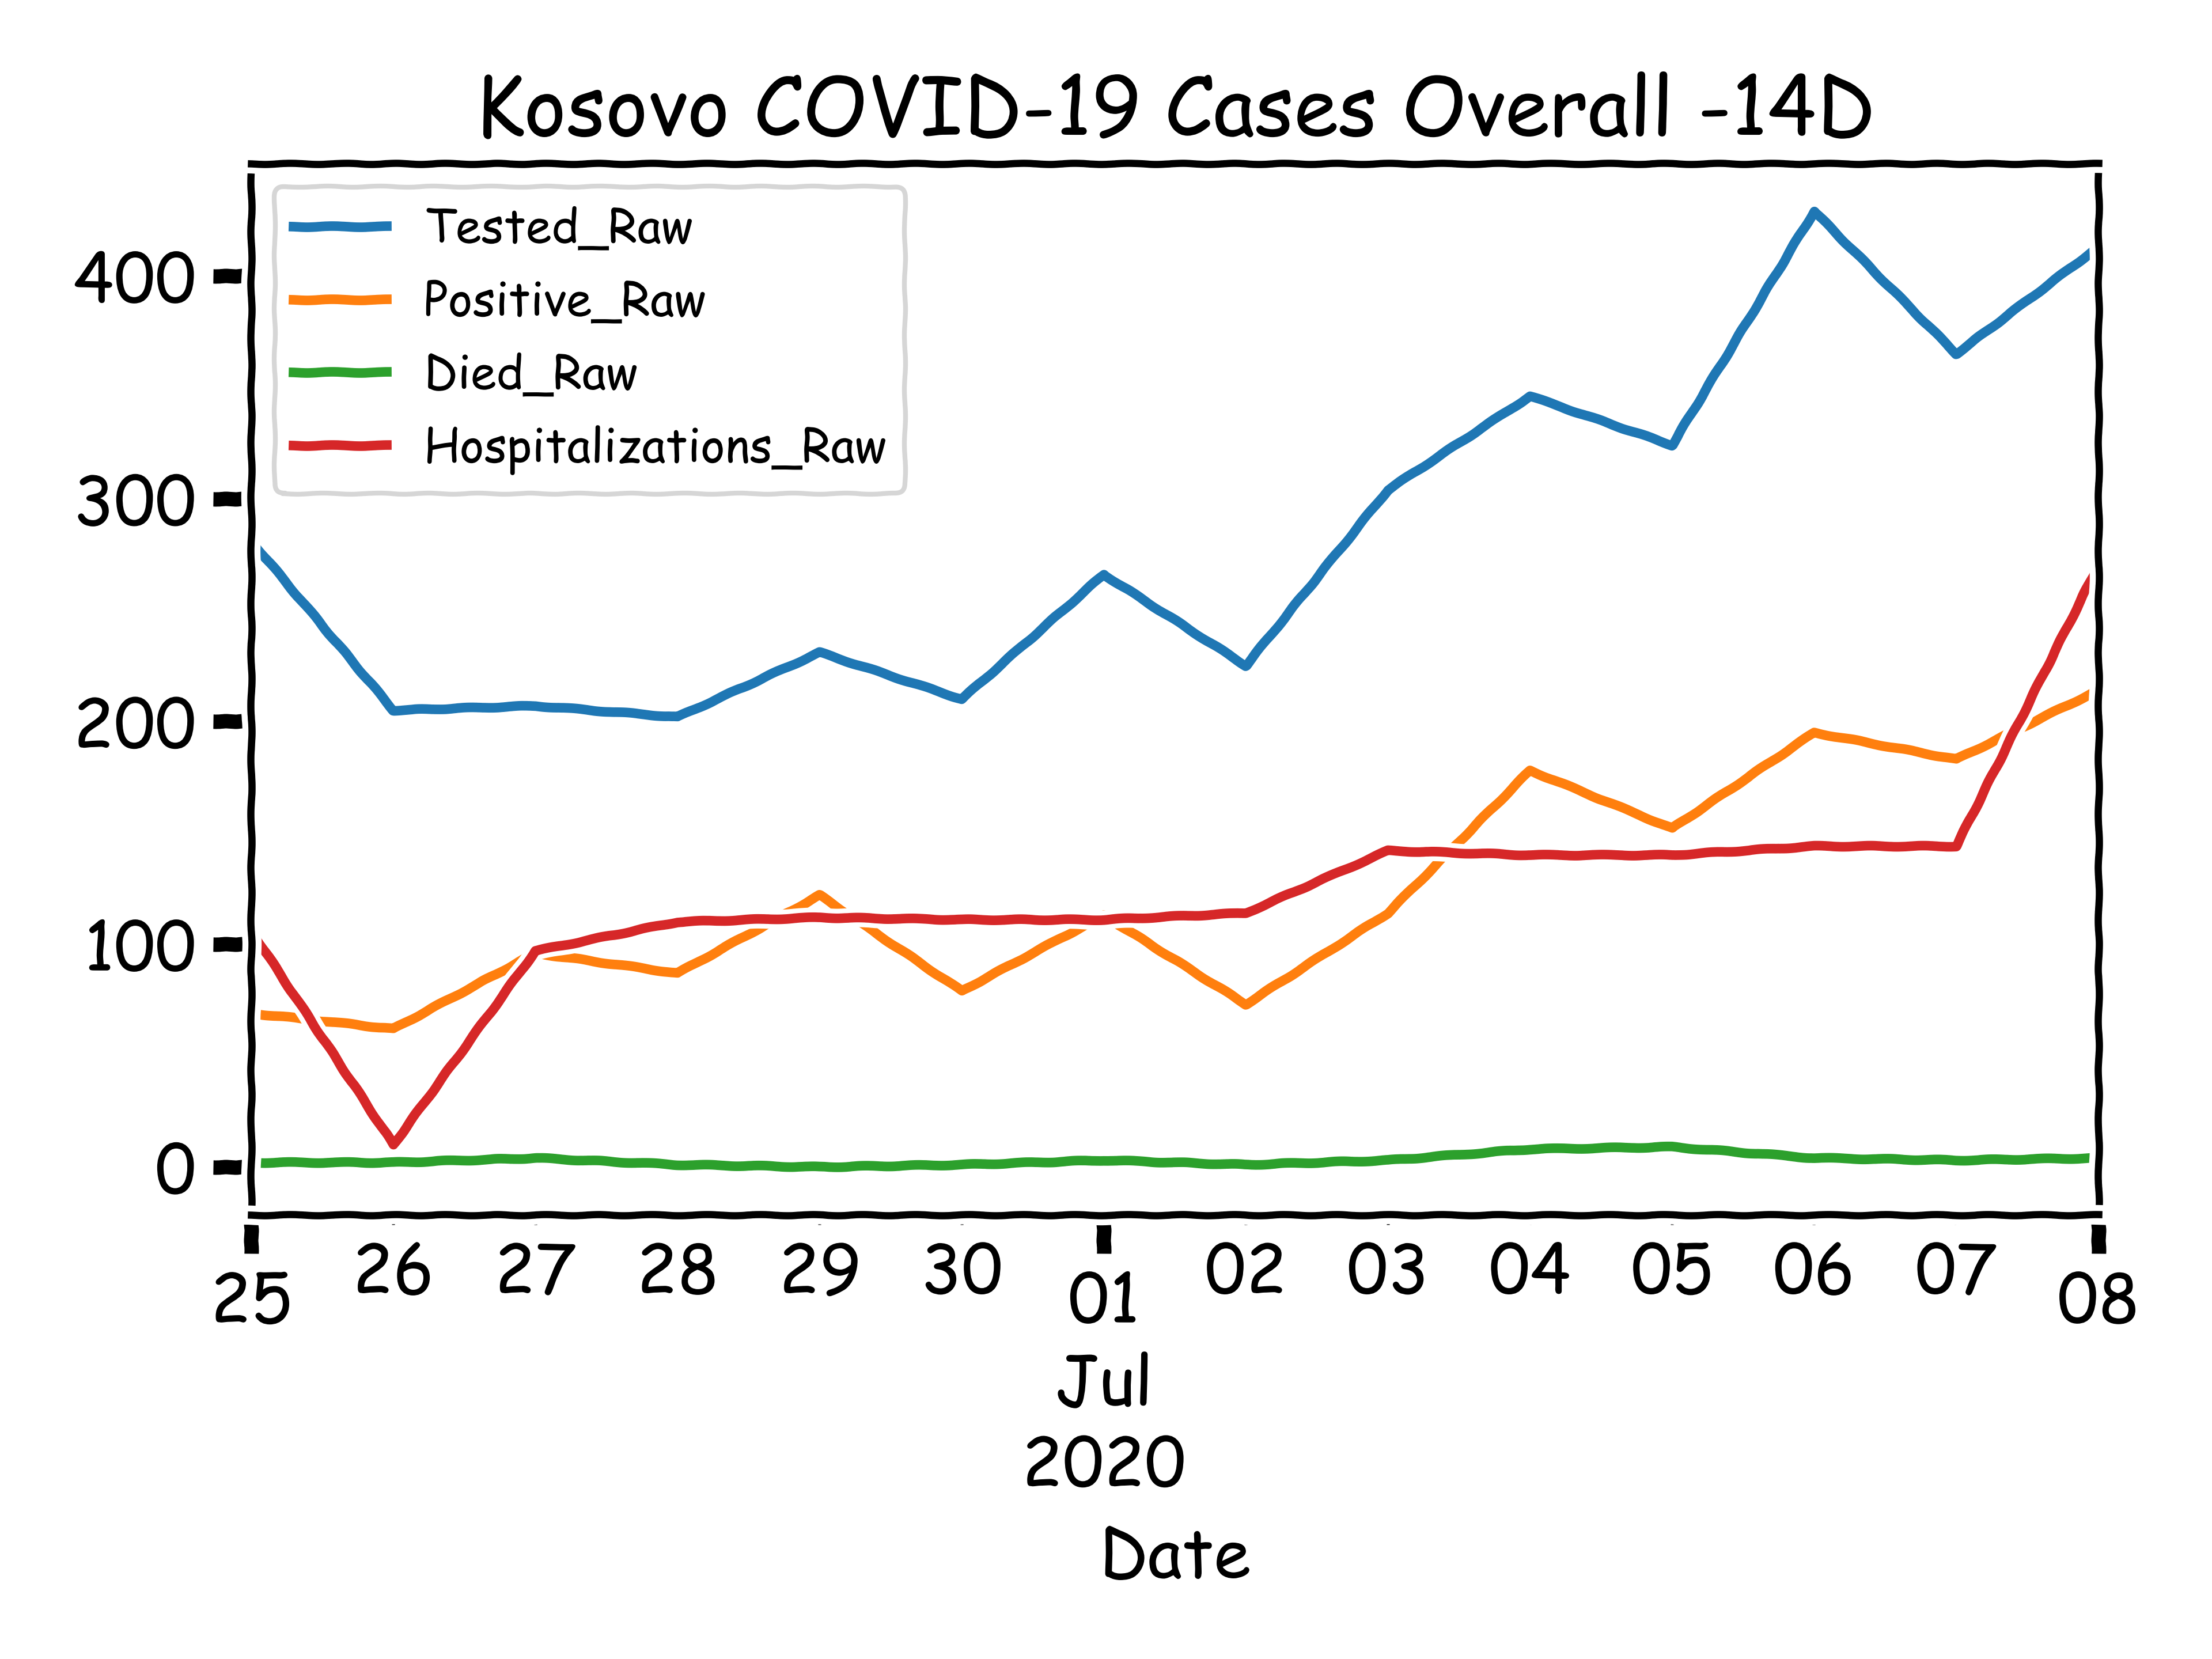 Kosovo COVID-19 Cases Overall -14D
Tested_Raw
Positive_Raw
Died_Raw
Hospitalizations_Raw
400
300
200
100
0
25 26 27 28 29 30 01 02 03 04 05 06 07 08
Jul
2020
Date